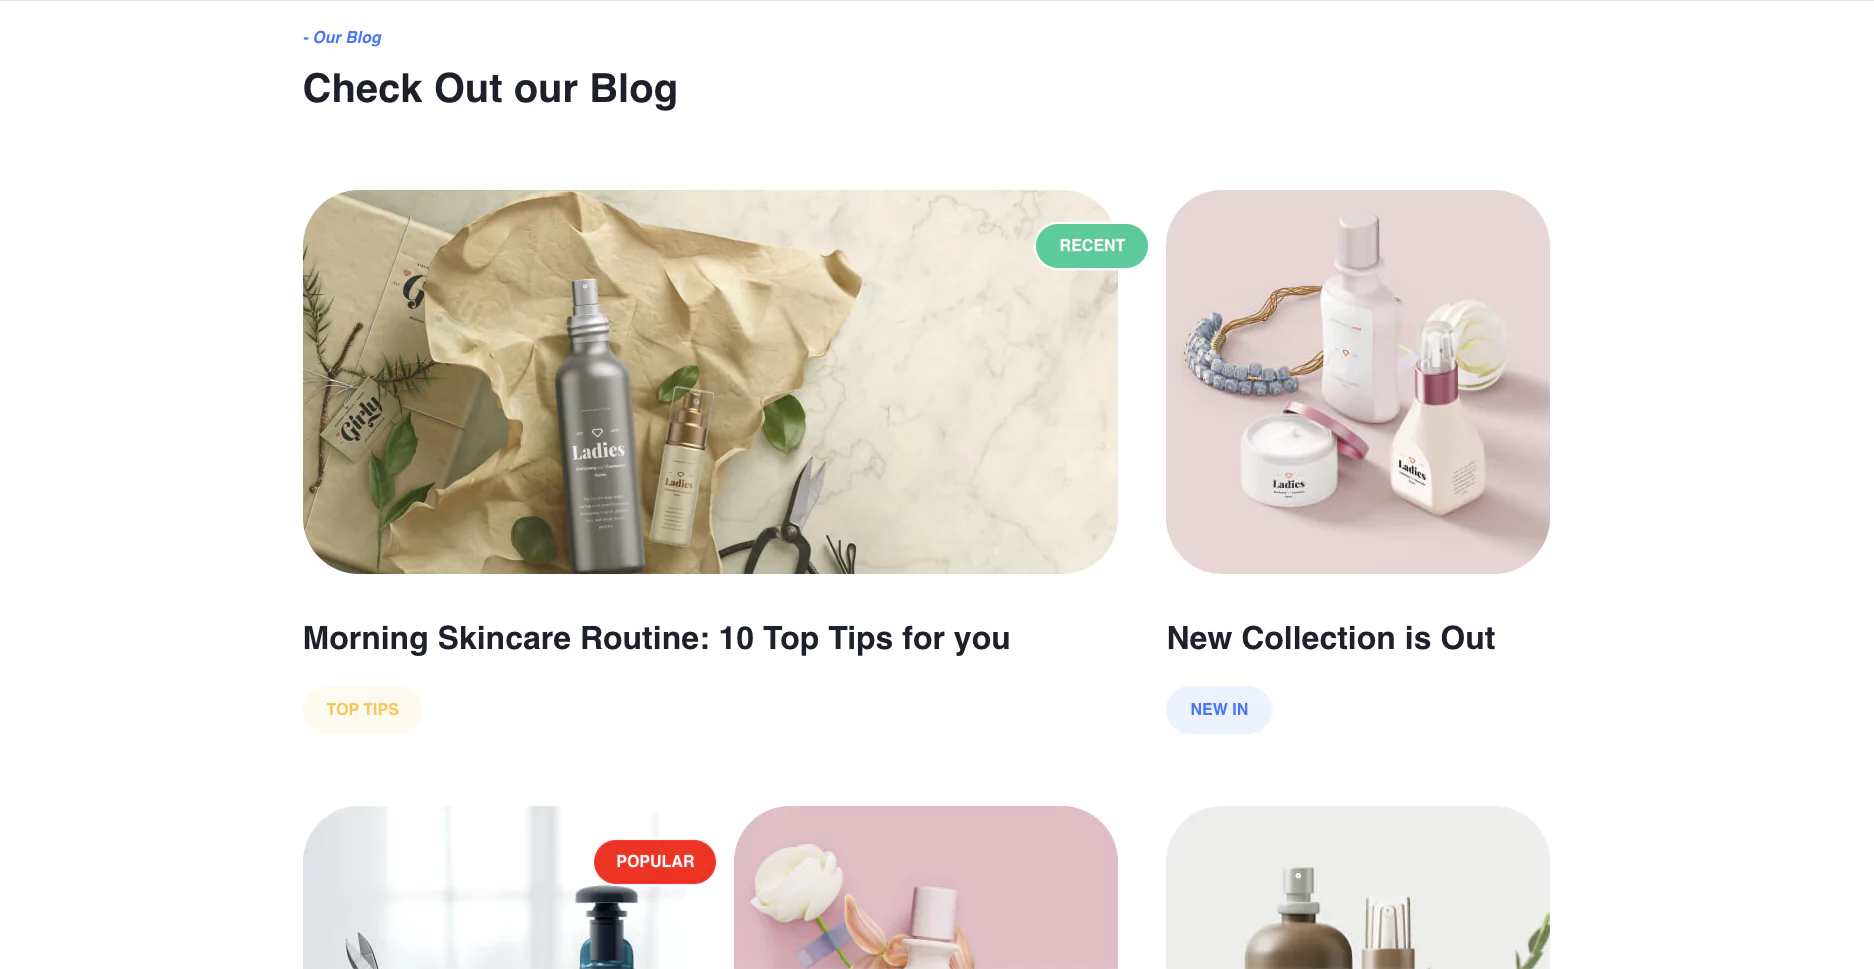 - Our Blog
Check Out our Blog
RECENT
Girly
Ladies
Ladies
Ladies
Ladies
Morning Skincare Routine: 10 Top Tips for you
New Collection is Out
TOP TIPS
NEW IN
POPULAR